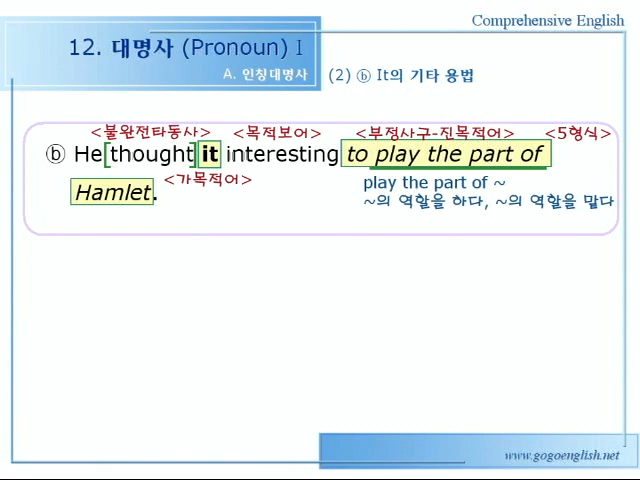 Comprehensive English
12. 대명사 (Pronoun) I
A. 인칭대명사
(2) ⓑ It의 기타 용법
<불완전타동사> <목적보어> <부정사구-진목적어> <5형식>
ⓑ He [thought] it interesting to play the part of
Hamlet. <가목적어>
play the part of ~
~의 역할을 하다, ~의 역할을 맡다
www.gogoenglish.net